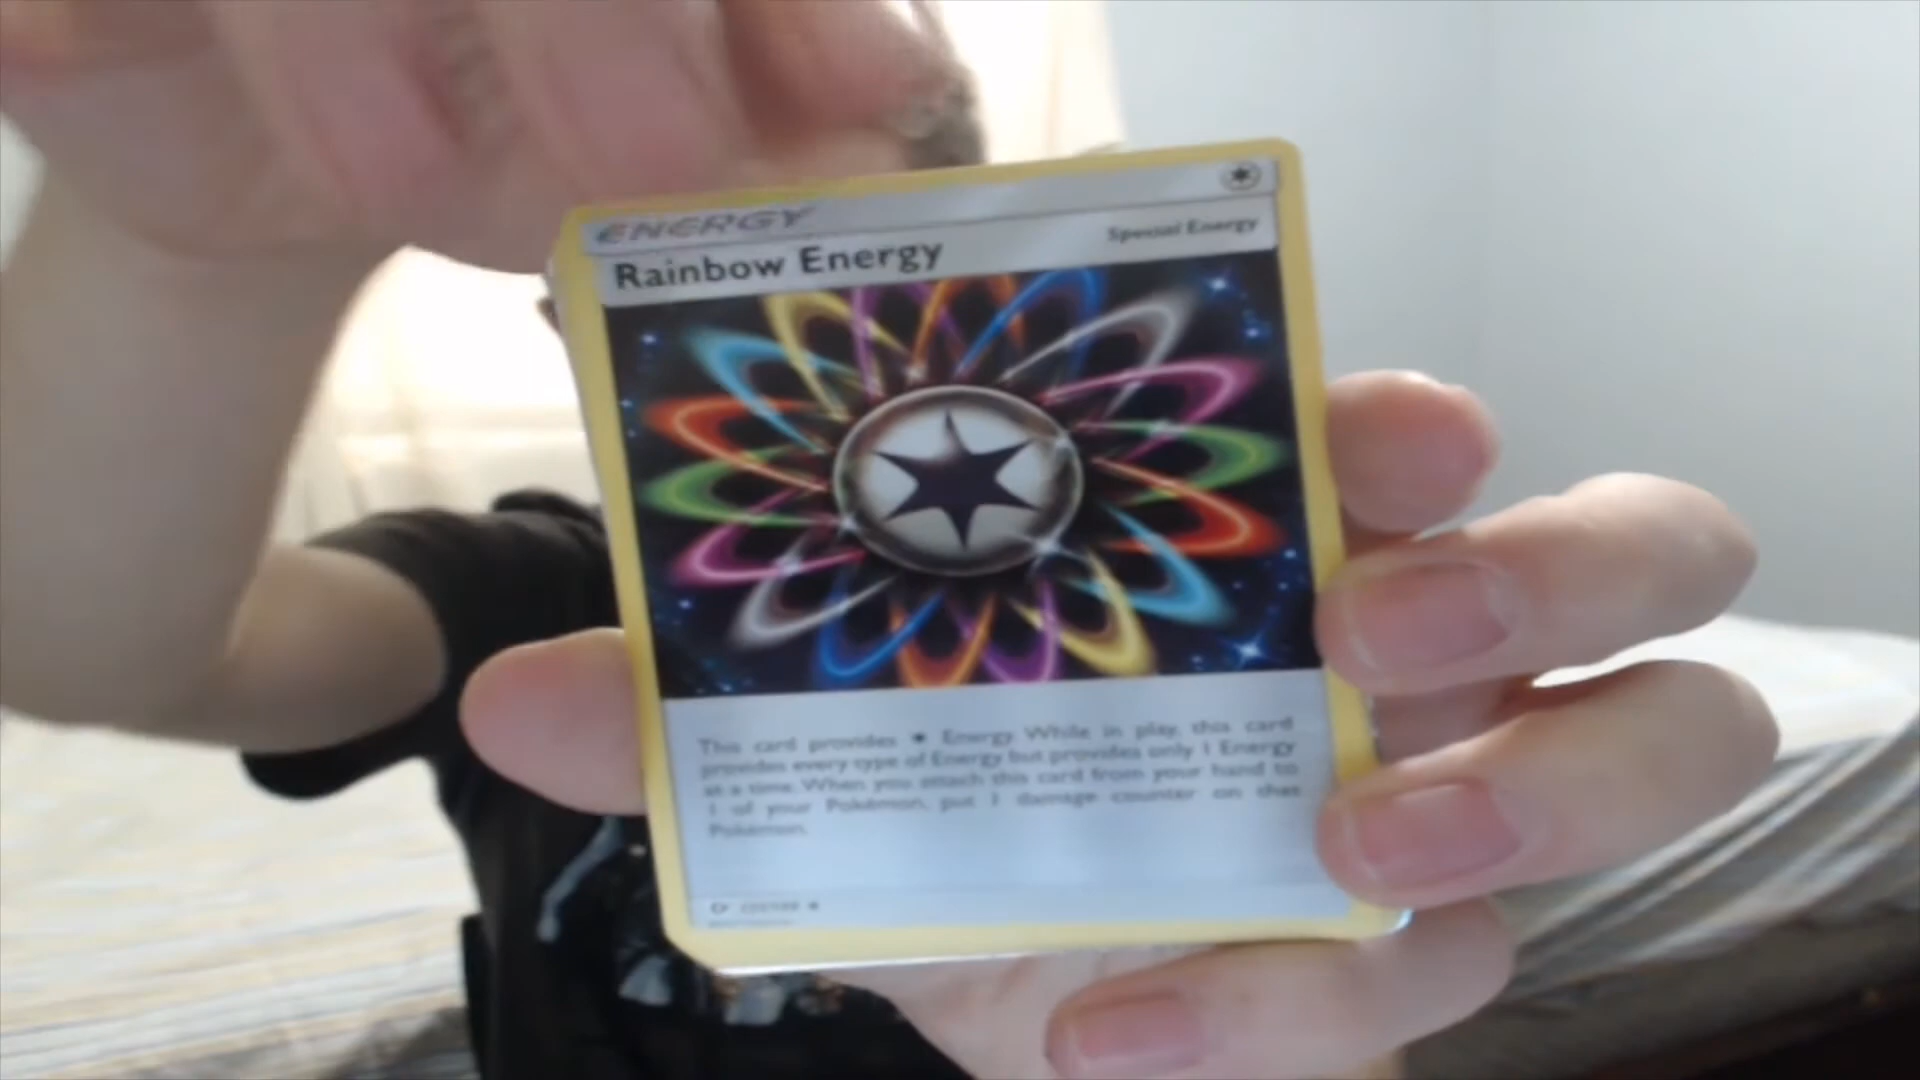 ENERGY
Rainbow Energy
Special Energy
This card provides Energy. While in play, this card
provides every type of Energy but provides only 1 Energy
at a time. When you attach this card from your hand to
1 of your Pokémon, put 1 damage counter on that
Pokémon.